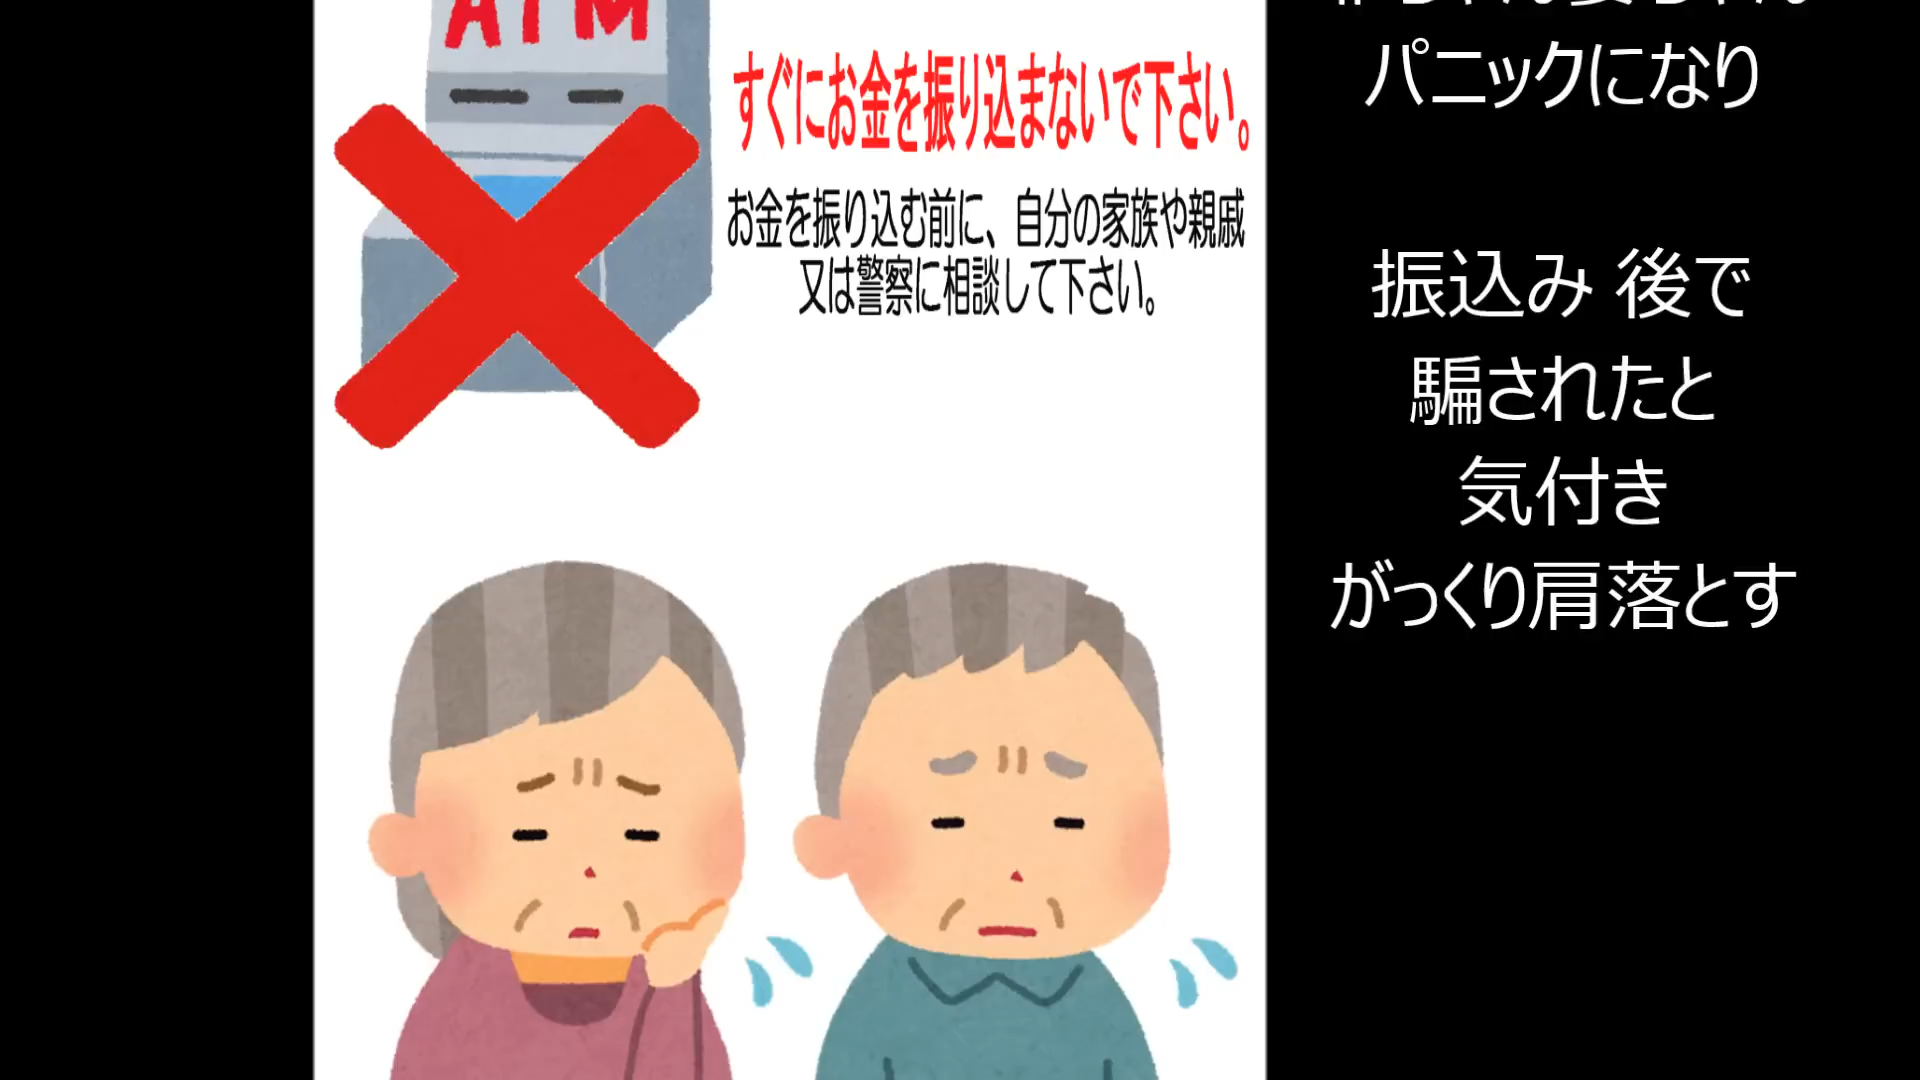 ATM
すぐにお金を振り込まないで下さい。
お金を振り込む前に、自分の家族や親戚
又は警察に相談して下さい。
パニックになり
振込み 後で
騙されたと
気付き
がっくり肩落とす